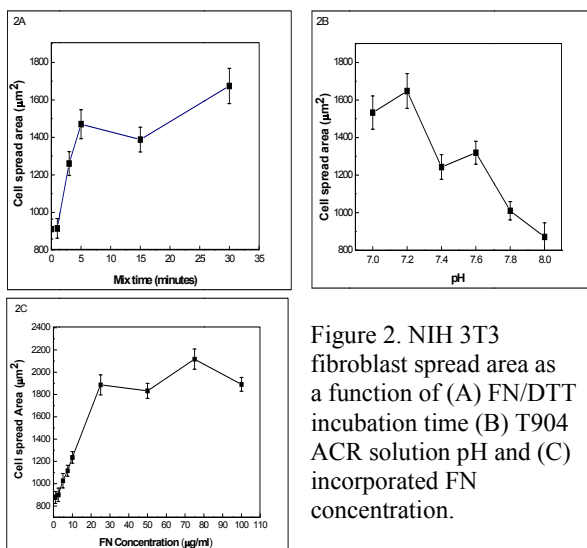 2A
Cell spread area (µm²)
1800
1600
1400
1200
1000
800
0 5 10 15 20 25 30 35
Mix time (minutes)
2B
Cell spread area (µm²)
1800
1600
1400
1200
1000
800
7.0 7.2 7.4 7.6 7.8 8.0
pH
2C
Cell spread Area (µm²)
2400
2200
2000
1800
1600
1400
1200
1000
800
0 10 20 30 40 50 60 70 80 90 100 110
FN Concentration (µg/ml)
Figure 2. NIH 3T3
fibroblast spread area as
a function of (A) FN/DTT
incubation time (B) T904
ACR solution pH and (C)
incorporated FN
concentration.